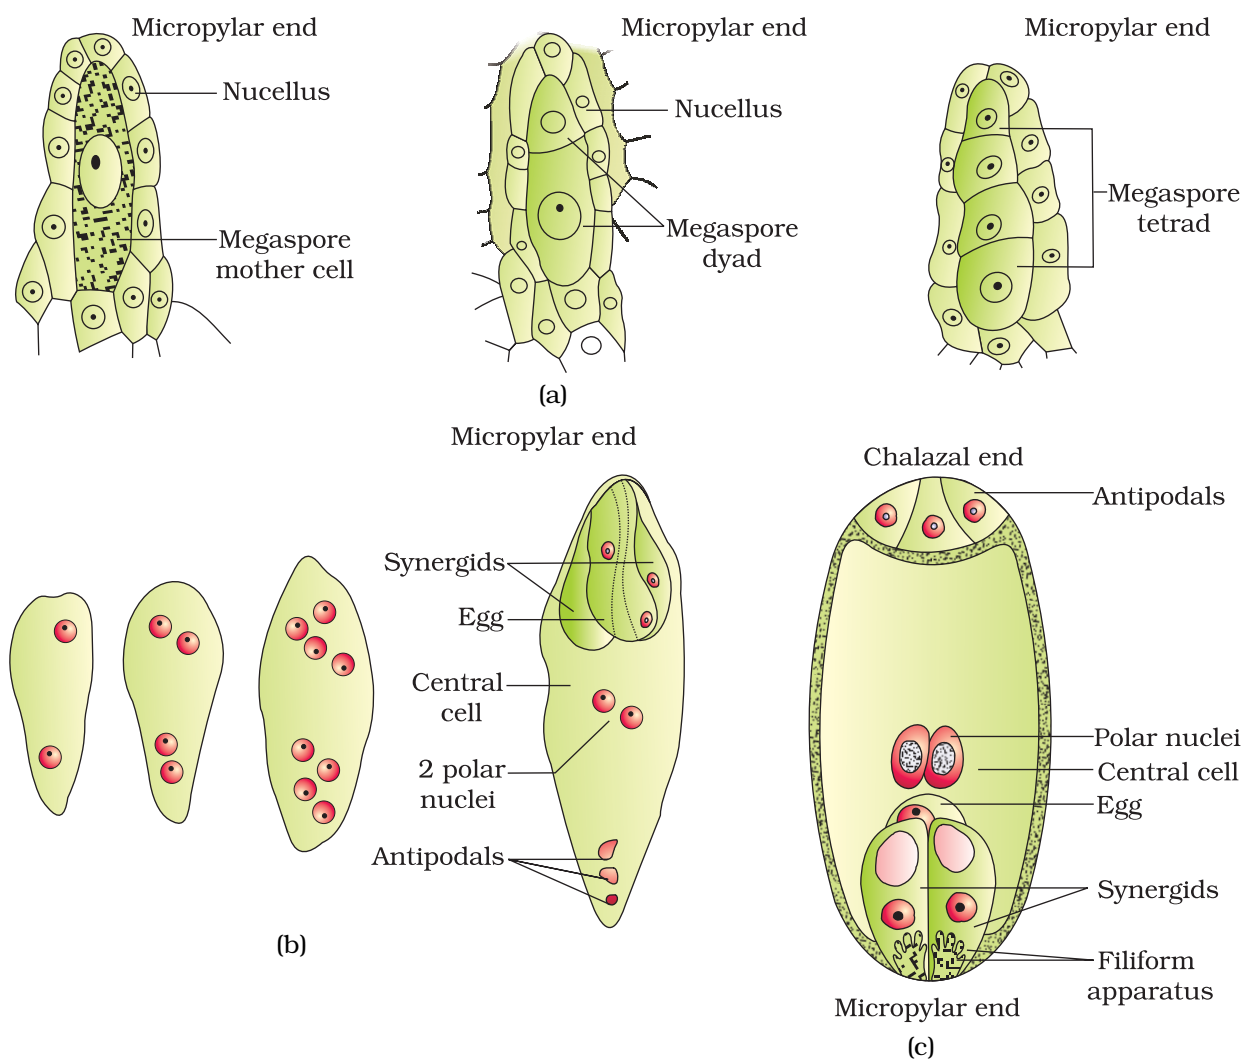 Micropylar end
Nucellus
Megaspore
mother cell
Micropylar end
Nucellus
Megaspore
dyad
Micropylar end
Megaspore
tetrad
(a)
Micropylar end
Synergids
Egg
Central
cell
2 polar
nuclei
Antipodals
(b)
Chalazal end
Antipodals
Polar nuclei
Central cell
Egg
Synergids
Filiform
apparatus
Micropylar end
(c)